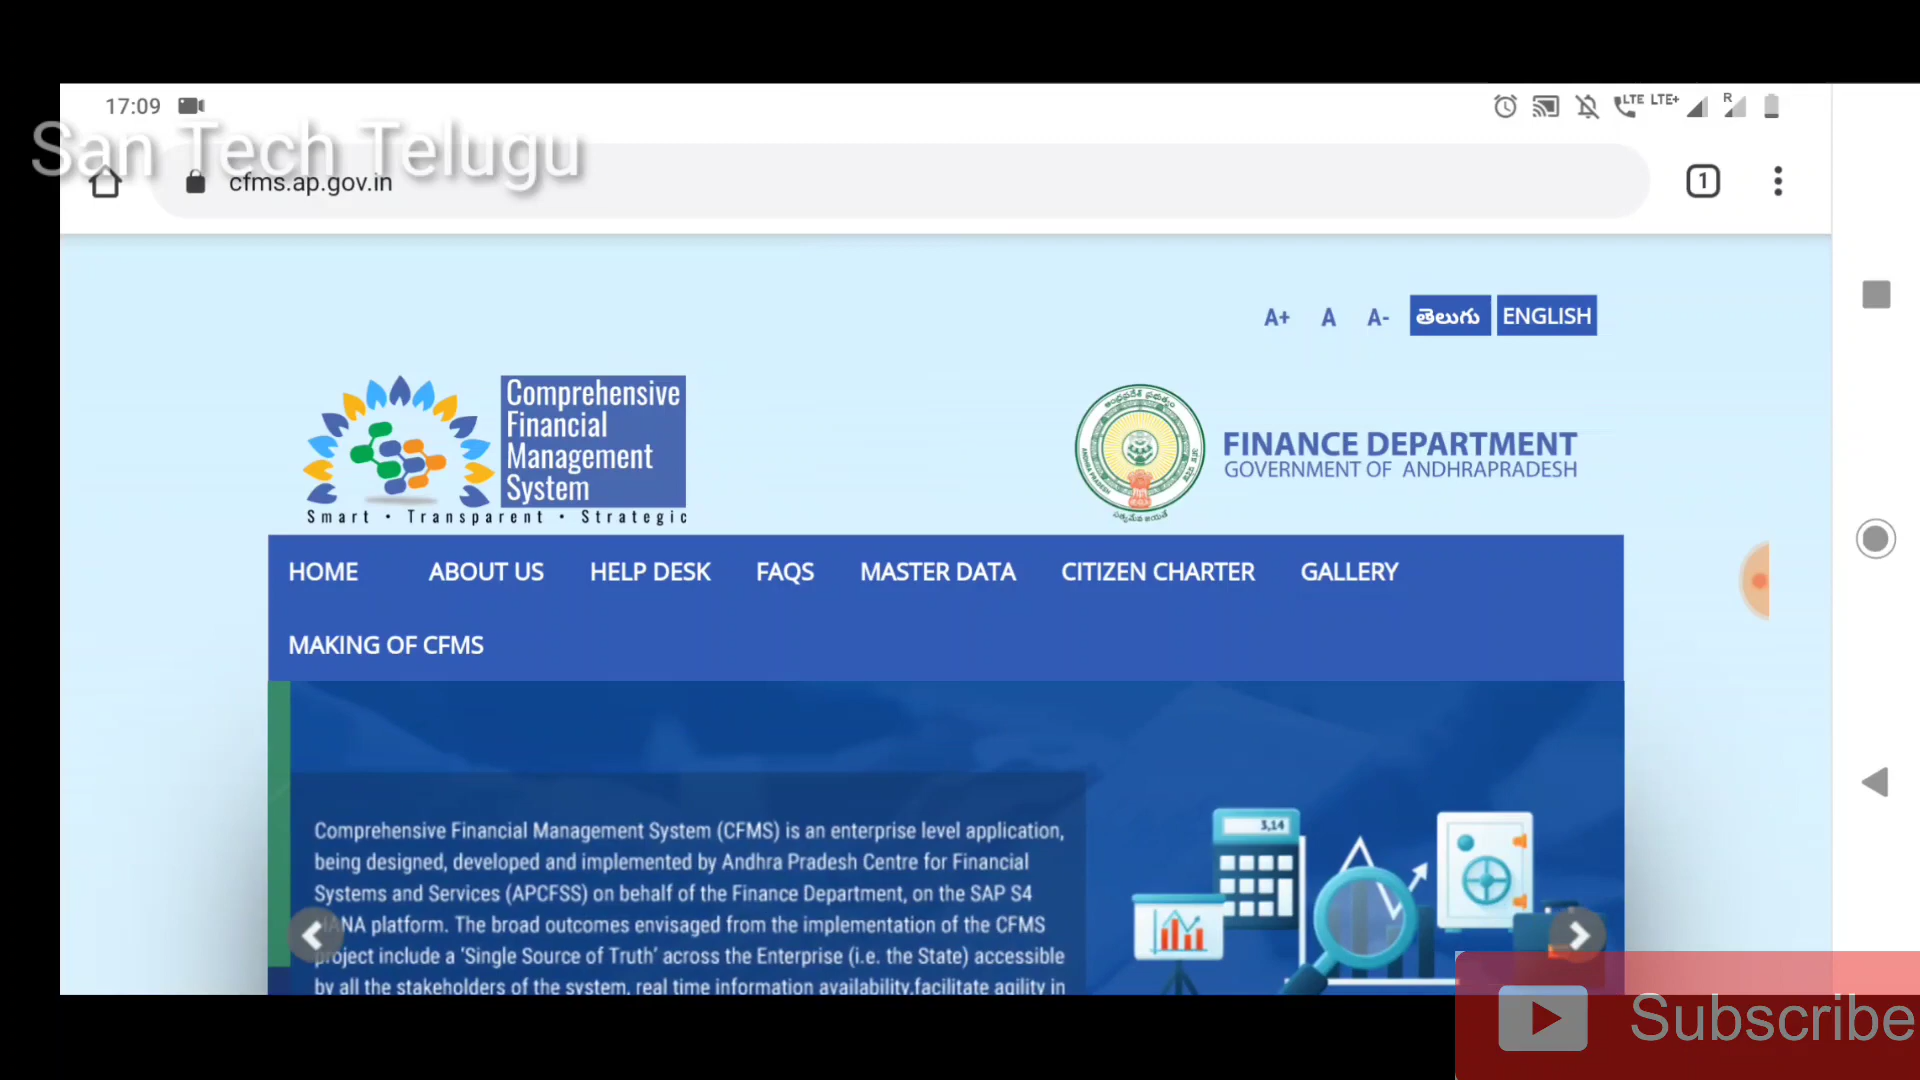 17:09
LTE LTE+ R
San Tech Telugu
cfms.ap.gov.in
1
A+ A A- తెలుగు ENGLISH
Comprehensive
Financial
Management
System
Smart • Transparent • Strategic
FINANCE DEPARTMENT
GOVERNMENT OF ANDHRAPRADESH
HOME ABOUT US HELP DESK FAQS MASTER DATA CITIZEN CHARTER GALLERY
MAKING OF CFMS
3,14
Comprehensive Financial Management System (CFMS) is an enterprise level application,
being designed, developed and implemented by Andhra Pradesh Centre for Financial
Systems and Services (APCFSS) on behalf of the Finance Department, on the SAP S4
HANA platform. The broad outcomes envisaged from the implementation of the CFMS
project include a ‘Single Source of Truth’ across the Enterprise (i.e. the State) accessible
by all the stakeholders of the system, real time information availability,facilitate agility in
Subscribe